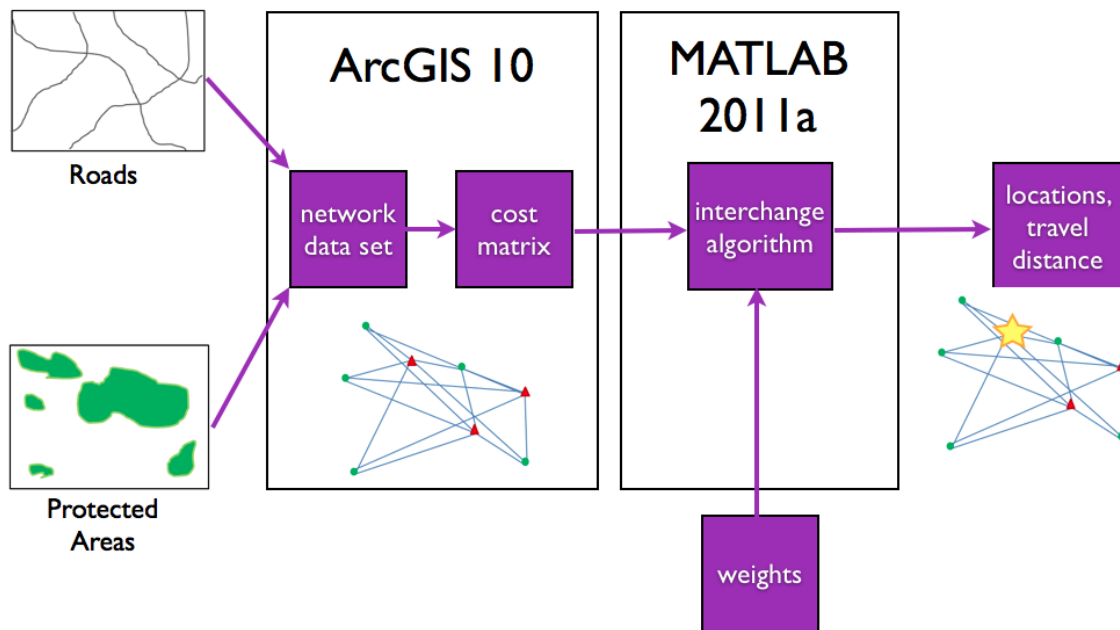 Roads
Protected
Areas
ArcGIS 10
network
data set
cost
matrix
MATLAB
2011a
interchange
algorithm
weights
locations,
travel
distance